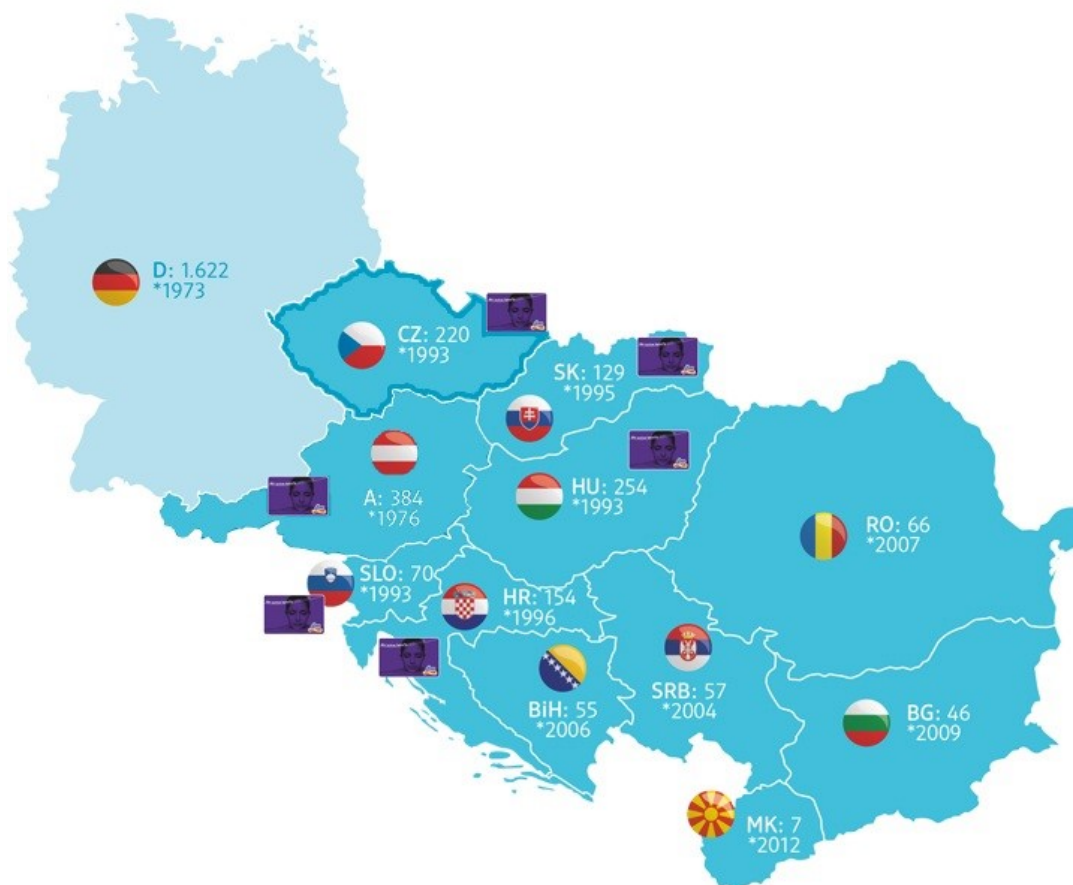 D: 1.622
*1973
CZ: 220
*1993
SK: 129
*1995
A: 384
*1976
HU: 254
*1993
RO: 66
*2007
SLO: 70
*1993
HR: 154
*1996
BiH: 55
*2006
SRB: 57
*2004
BG: 46
*2009
MK: 7
*2012